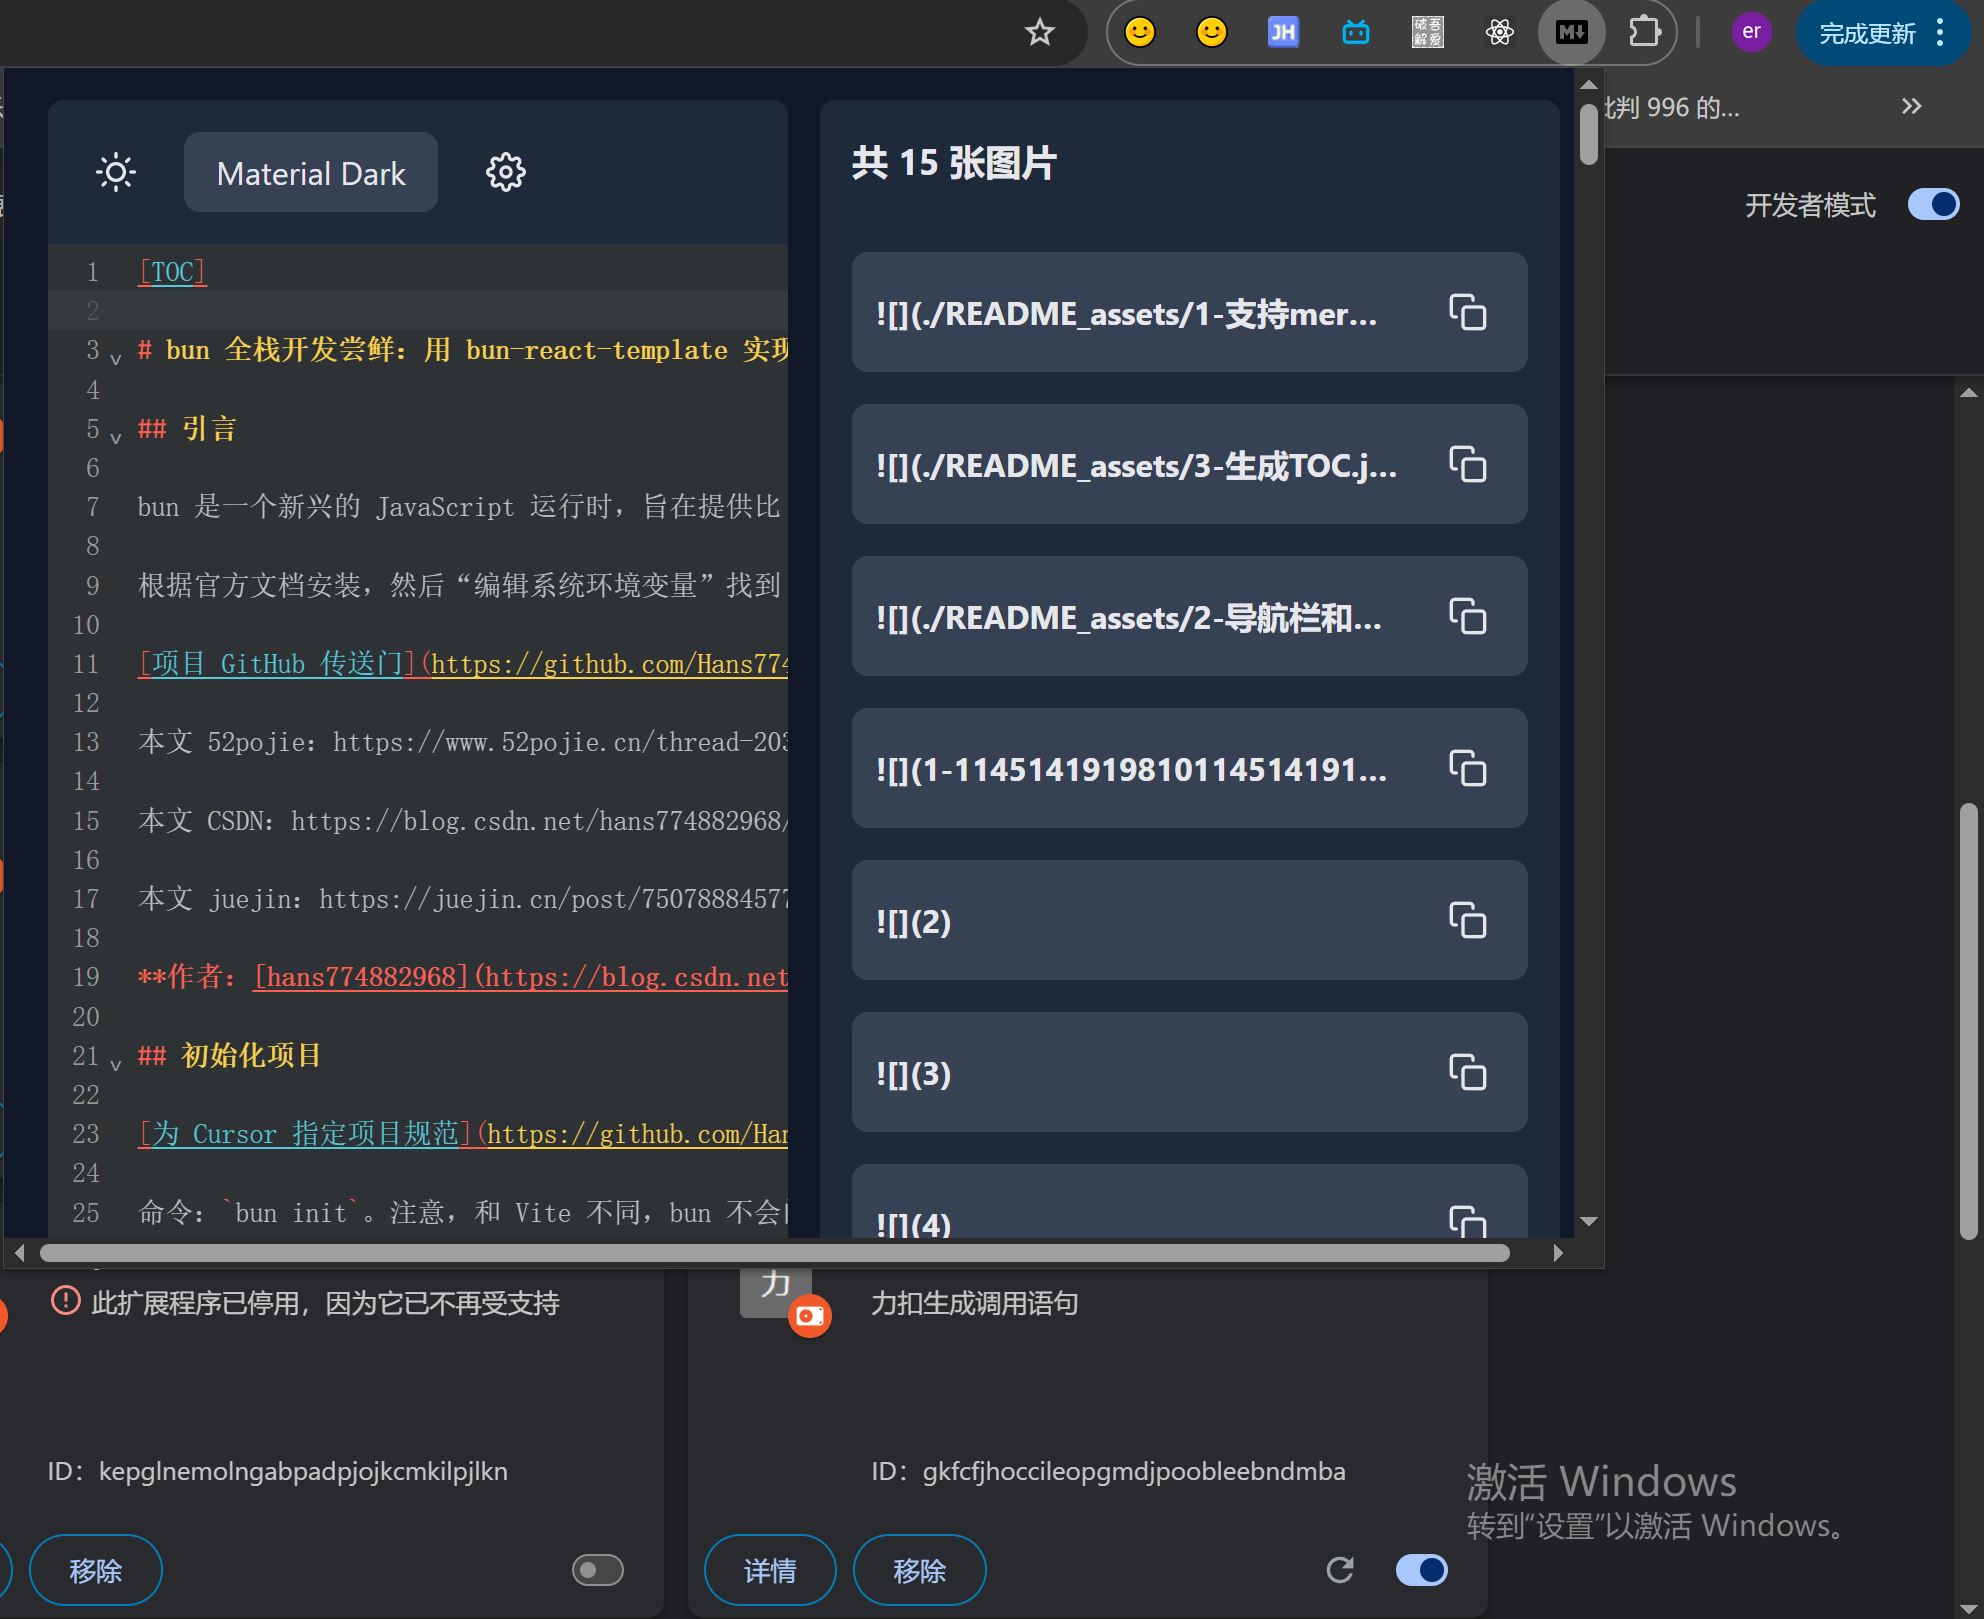 JH
破吾
解爱
M
er
完成更新
批判 996 的...
开发者模式
Material Dark
1 [TOC]
2
3 # bun 全栈开发尝鲜：用 bun-react-template 实现
4
5 ## 引言
6
7 bun 是一个新兴的 JavaScript 运行时，旨在提供比
8
9 根据官方文档安装，然后“编辑系统环境变量”找到
10
11 [项目 GitHub 传送门](https://github.com/Hans774
12
13 本文 52pojie：https://www.52pojie.cn/thread-203
14
15 本文 CSDN：https://blog.csdn.net/hans774882968/
16
17 本文 juejin：https://juejin.cn/post/75078884577
18
19 **作者：[hans774882968](https://blog.csdn.net
20
21 ## 初始化项目
22
23 [为 Cursor 指定项目规范](https://github.com/Han
24
25 命令：`bun init`。注意，和 Vite 不同，bun 不会
共 15 张图片
![](./README_assets/1-支持mer...
![](./README_assets/3-生成TOC.j...
![](./README_assets/2-导航栏和...
![](1-1145141919810114514191...
![](2)
![](3)
![](4)
此扩展程序已停用，因为它已不再受支持
ID：kepglnemolngabpadpjojkcmkilpjlkn
移除
力
力扣生成调用语句
ID：gkfcfjhoccileopgmdjpoobleebndmba
详情
移除
激活 Windows
转到“设置”以激活 Windows。